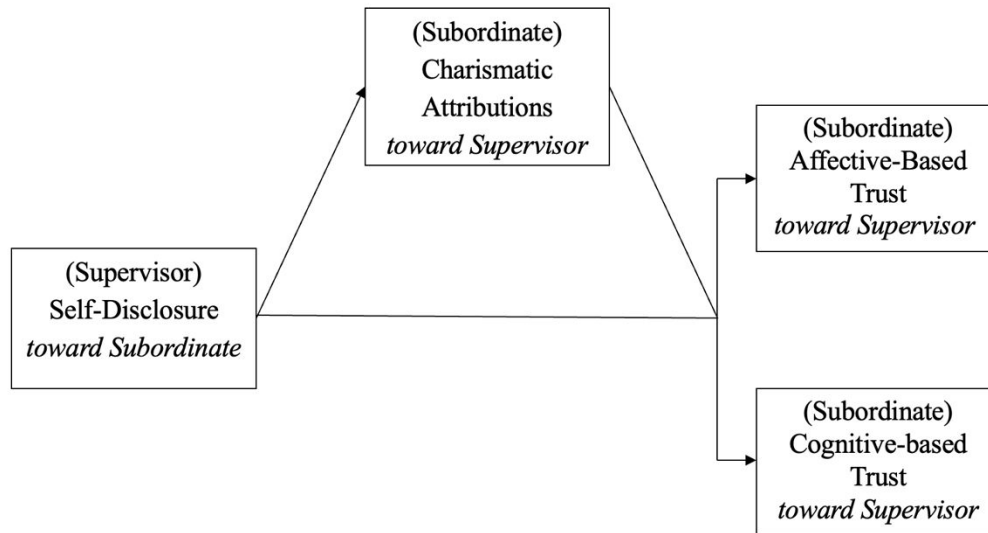 (Subordinate)
Charismatic
Attributions
toward Supervisor
(Subordinate)
Affective-Based
Trust
toward Supervisor
(Supervisor)
Self-Disclosure
toward Subordinate
(Subordinate)
Cognitive-based
Trust
toward Supervisor